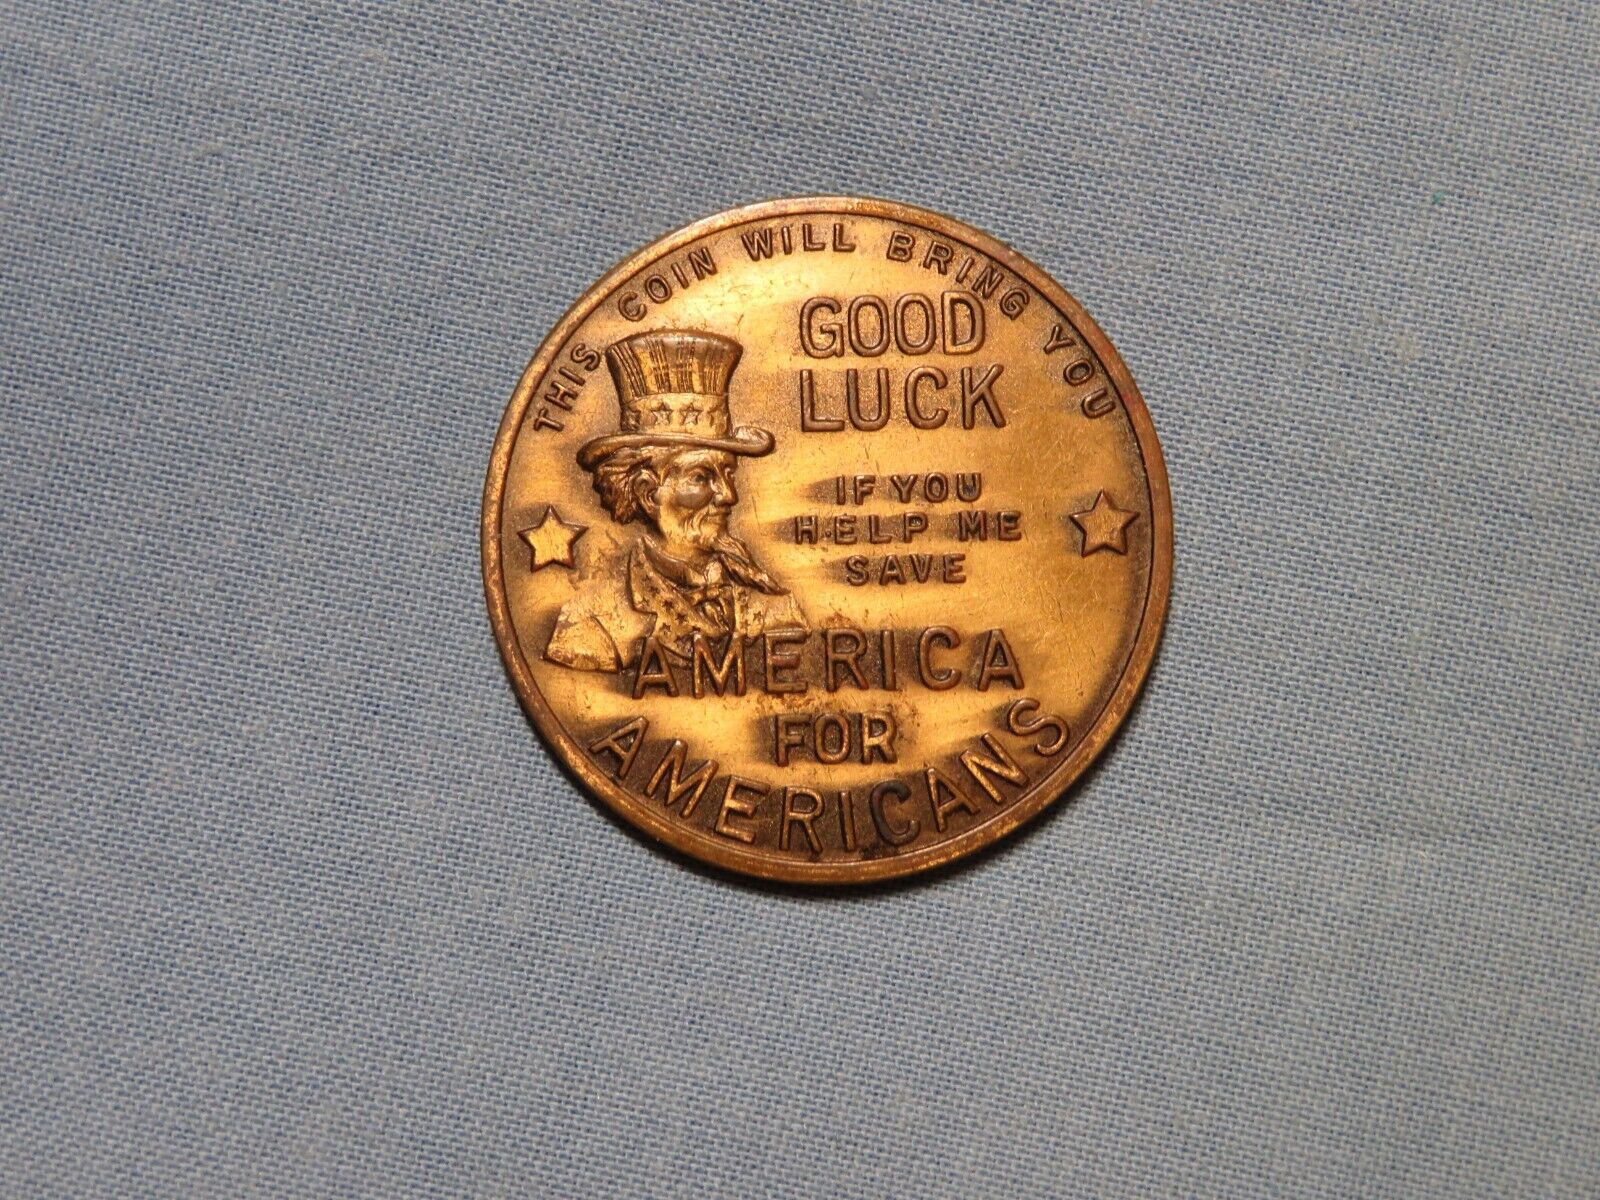 THIS COIN WILL BRING YOU
GOOD
LUCK
IF YOU
HELP ME
SAVE
AMERICA
FOR
AMERICANS